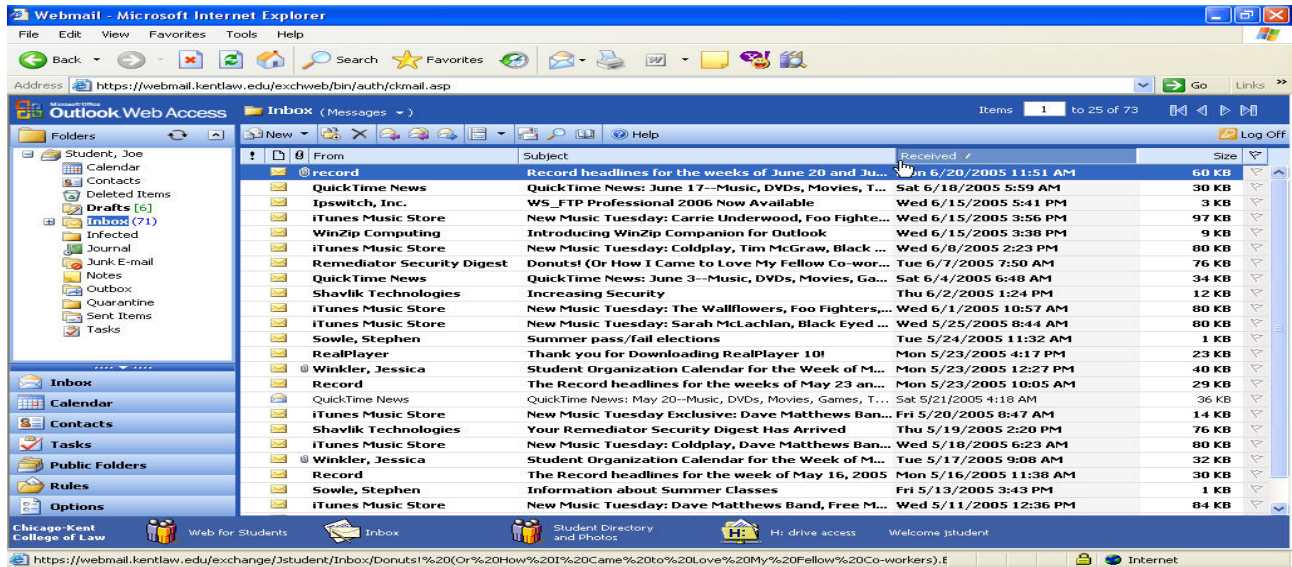 Webmail - Microsoft Internet Explorer
File Edit View Favorites Tools Help
Back Search Favorites
Address https://webmail.kentlaw.edu/exchweb/bin/auth/ckmail.asp Go Links »
Microsoft Office Outlook Web Access Inbox (Messages) Items 1 to 25 of 73
Folders New Help Log Off
Student, Joe
Calendar
Contacts
Deleted Items
Drafts [6]
Inbox (71)
Infected
Journal
Junk E-mail
Notes
Outbox
Quarantine
Sent Items
Tasks
Inbox
Calendar
Contacts
Tasks
Public Folders
Rules
Options
! From Subject Received Size
record Record headlines for the weeks of June 20 and Ju... n 6/20/2005 11:51 AM 60 KB
QuickTime News QuickTime News: June 17--Music, DVDs, Movies, T... Sat 6/18/2005 5:59 AM 30 KB
Ipswitch, Inc. WS_FTP Professional 2006 Now Available Wed 6/15/2005 5:41 PM 3 KB
iTunes Music Store New Music Tuesday: Carrie Underwood, Foo Fighte... Wed 6/15/2005 3:56 PM 97 KB
WinZip Computing Introducing WinZip Companion for Outlook Wed 6/15/2005 3:38 PM 9 KB
iTunes Music Store New Music Tuesday: Coldplay, Tim McGraw, Black ... Wed 6/8/2005 2:23 PM 80 KB
Remediator Security Digest Donuts! (Or How I Came to Love My Fellow Co-wor... Tue 6/7/2005 7:50 AM 76 KB
QuickTime News QuickTime News: June 3--Music, DVDs, Movies, Ga... Sat 6/4/2005 6:48 AM 34 KB
Shavlik Technologies Increasing Security Thu 6/2/2005 1:24 PM 12 KB
iTunes Music Store New Music Tuesday: The Wallflowers, Foo Fighters,... Wed 6/1/2005 10:57 AM 80 KB
iTunes Music Store New Music Tuesday: Sarah McLachlan, Black Eyed ... Wed 5/25/2005 8:44 AM 80 KB
Sowle, Stephen Summer pass/fail elections Tue 5/24/2005 11:32 AM 1 KB
RealPlayer Thank you for Downloading RealPlayer 10! Mon 5/23/2005 4:17 PM 23 KB
Winkler, Jessica Student Organization Calendar for the Week of M... Mon 5/23/2005 12:27 PM 40 KB
Record The Record headlines for the weeks of May 23 an... Mon 5/23/2005 10:05 AM 29 KB
QuickTime News QuickTime News: May 20--Music, DVDs, Movies, Games, T... Sat 5/21/2005 4:18 AM 36 KB
iTunes Music Store New Music Tuesday Exclusive: Dave Matthews Ban... Fri 5/20/2005 8:47 AM 14 KB
Shavlik Technologies Your Remediator Security Digest Has Arrived Thu 5/19/2005 2:20 PM 76 KB
iTunes Music Store New Music Tuesday: Coldplay, Dave Matthews Ban... Wed 5/18/2005 6:23 AM 80 KB
Winkler, Jessica Student Organization Calendar for the Week of M... Tue 5/17/2005 9:08 AM 32 KB
Record The Record headlines for the week of May 16, 2005 Mon 5/16/2005 11:38 AM 30 KB
Sowle, Stephen Information about Summer Classes Fri 5/13/2005 3:43 PM 1 KB
iTunes Music Store New Music Tuesday: Dave Matthews Band, Free M... Wed 5/11/2005 12:36 PM 84 KB
Chicago-Kent College of Law Web for Students Inbox Student Directory and Photos H: H: drive access Welcome jstudent
https://webmail.kentlaw.edu/exchange/Jstudent/Inbox/Donuts!%20(Or%20How%20I%20Came%20to%20Love%20My%20Fellow%20Co-workers).E Internet